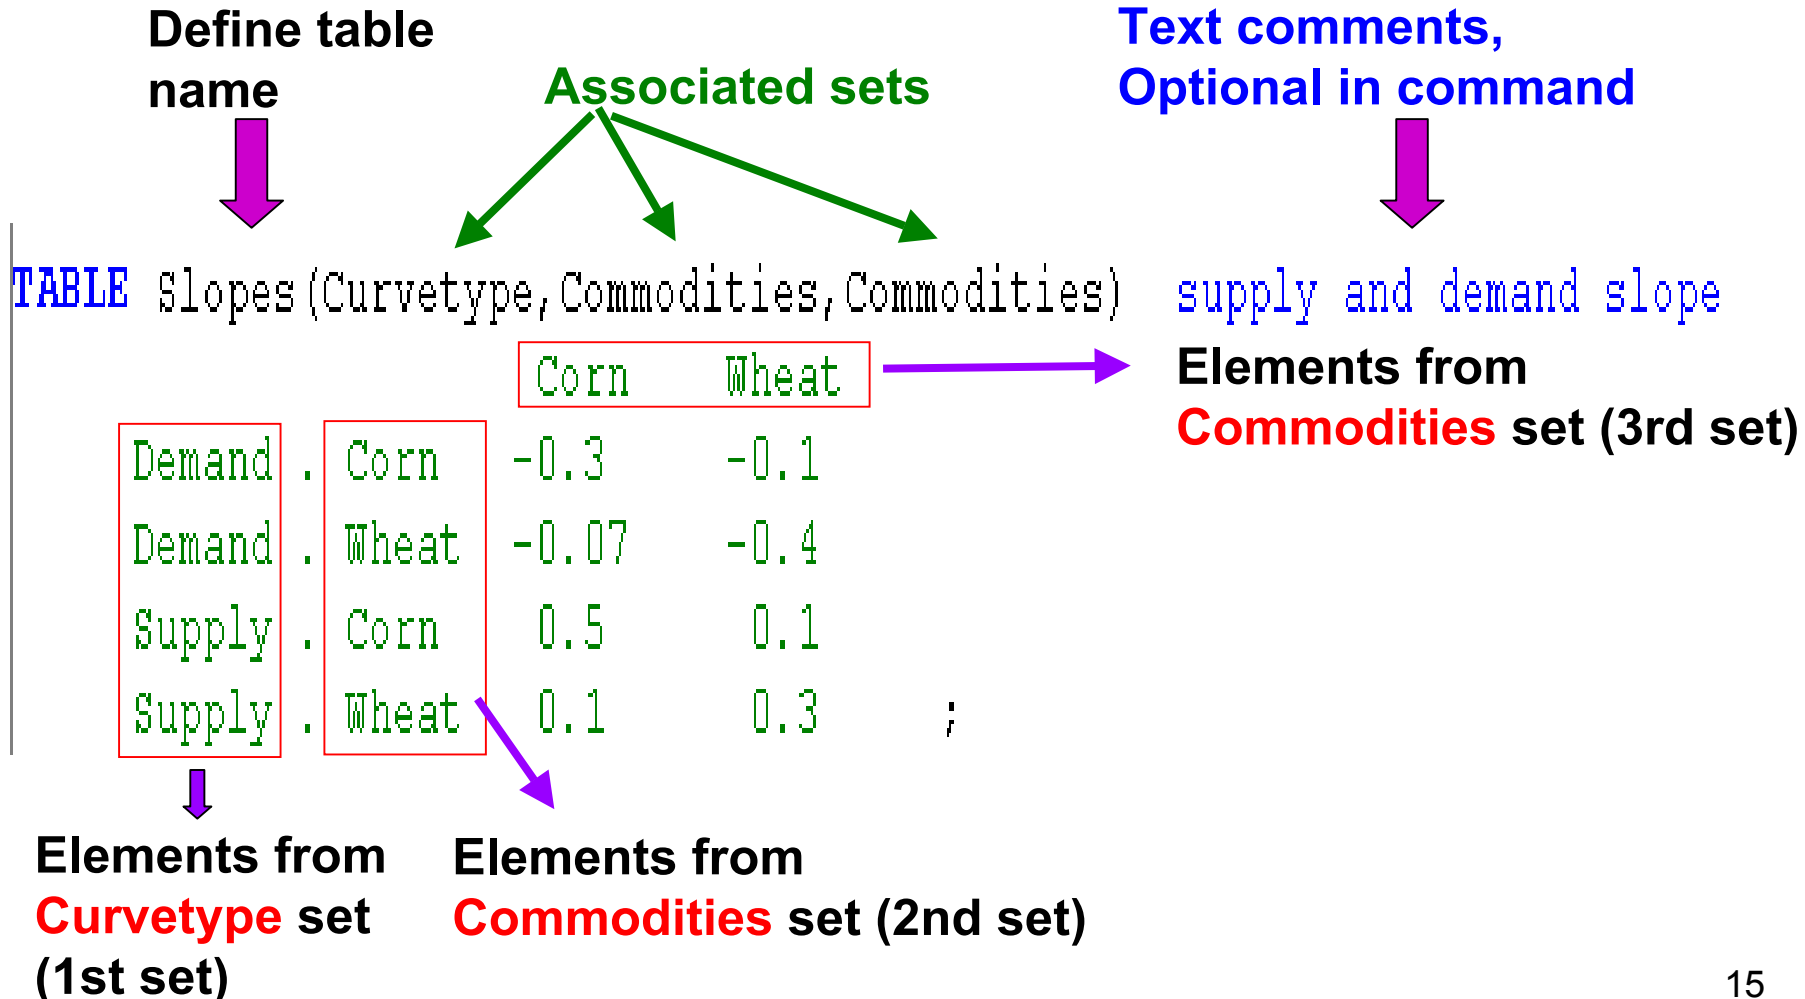 Define table
name
Associated sets
Text comments,
Optional in command
TABLE Slopes(Curvetype,Commodities,Commodities) supply and demand slope
Corn Wheat
Elements from
Commodities set (3rd set)
Demand . Corn -0.3 -0.1
Demand . Wheat -0.07 -0.4
Supply . Corn 0.5 0.1
Supply . Wheat 0.1 0.3 ;
Elements from
Curvetype set
(1st set)
Elements from
Commodities set (2nd set)
15